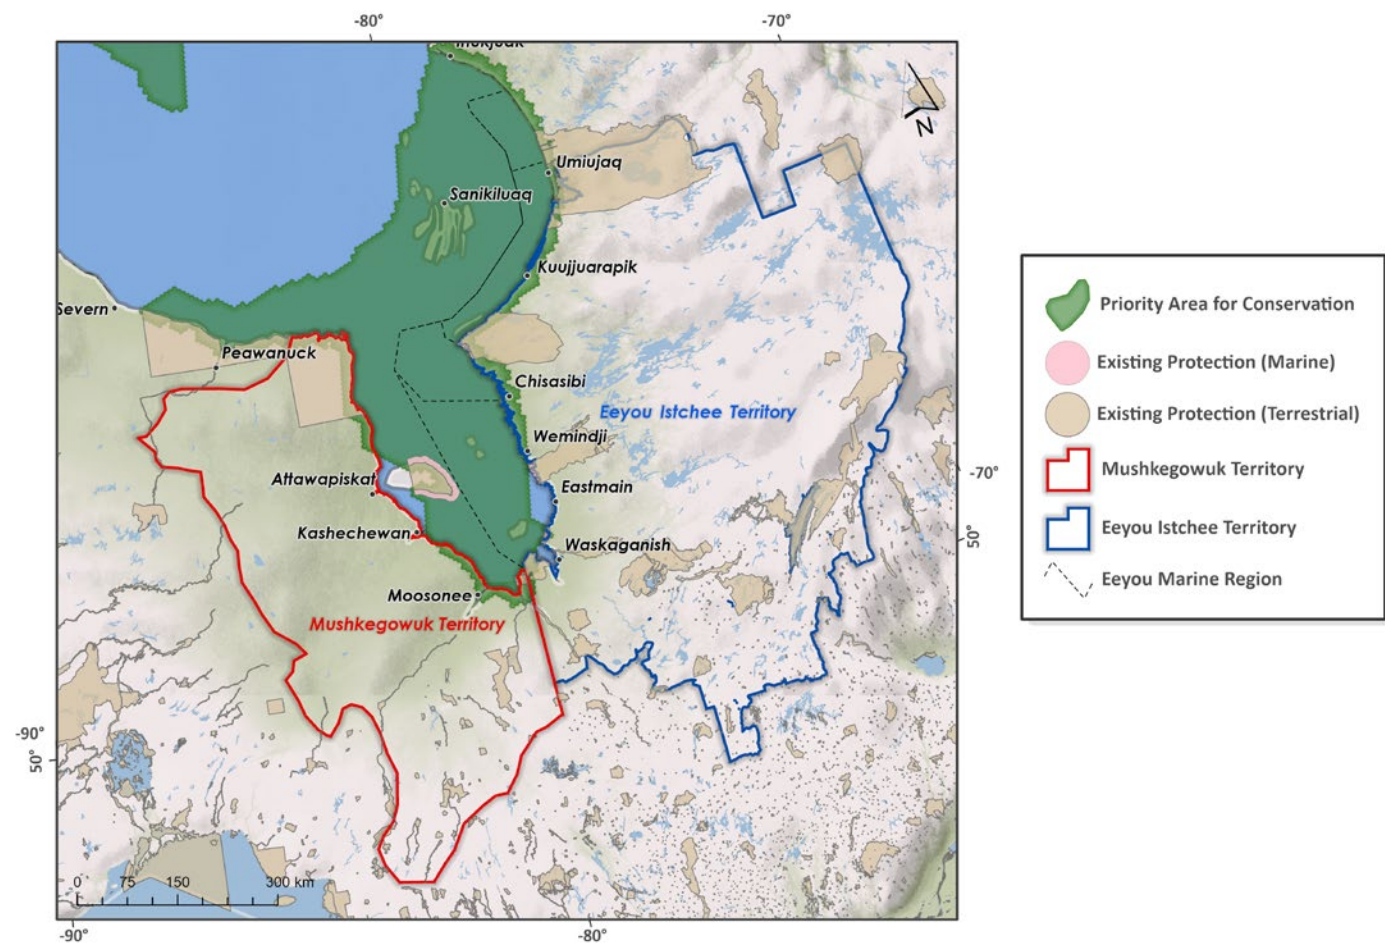 -80°
-70°
Inukjuak
N
Umiujaq
Sanikiluaq
Kuujjuarapik
Severn
Peawanuck
Chisasibi
Eeyou Istchee Territory
Wemindji
-70°
Attawapiskat
Eastmain
Kashechewan
50°
Waskaganish
Moosonee
Mushkegowuk Territory
-90°
50°
0 75 150 300 km
-90°
-80°
Priority Area for Conservation
Existing Protection (Marine)
Existing Protection (Terrestrial)
Mushkegowuk Territory
Eeyou Istchee Territory
Eeyou Marine Region